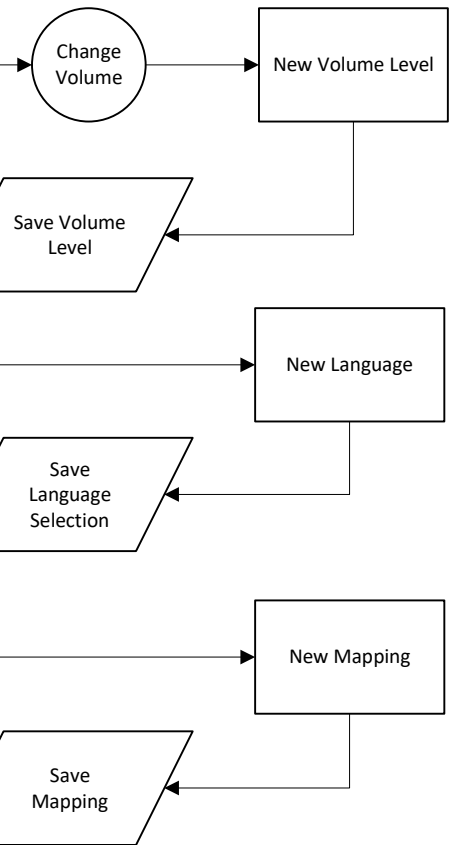 Change
Volume
New Volume Level
Save Volume
Level
New Language
Save
Language
Selection
New Mapping
Save
Mapping